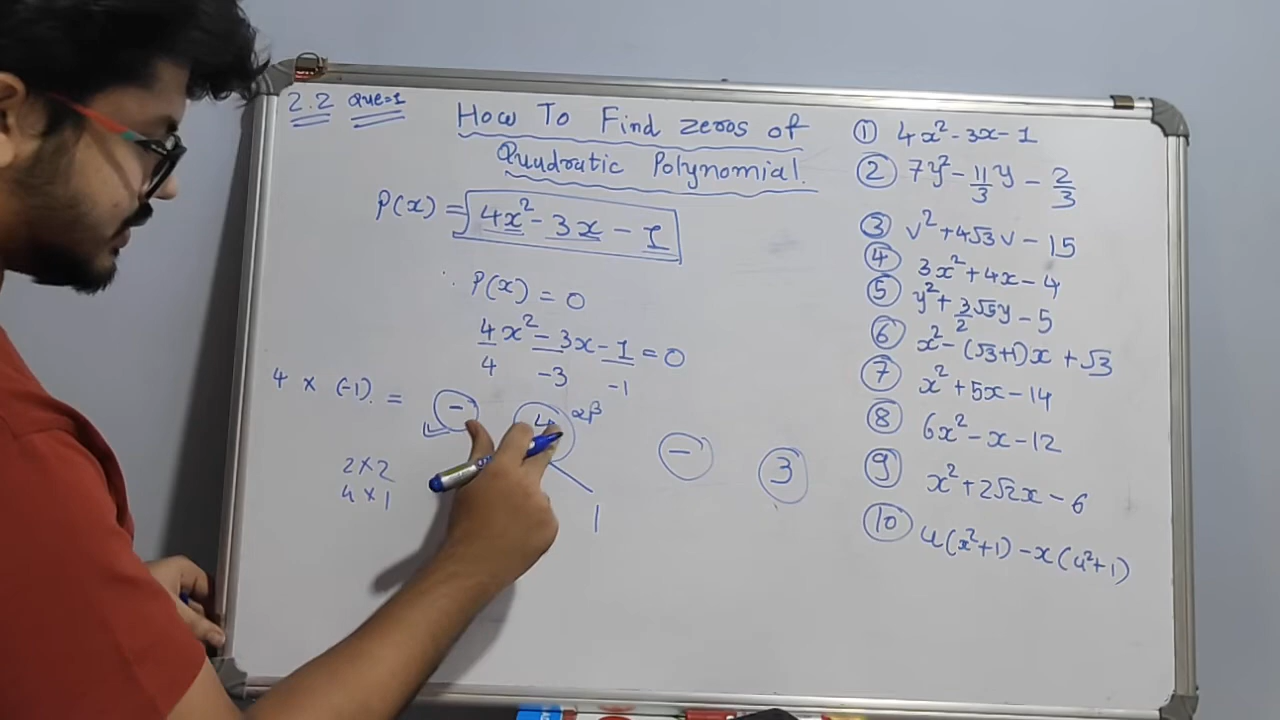 2.2 Que=1
How To Find zeros of
Quadratic Polynomial.
P(x) = 4x² - 3x - 1
∴ P(x) = 0
4x² - 3x - 1 = 0
4 -3 -1
4 × (-1). = - 4 αβ - 3
2×2
4×1
1
① 4x² - 3x - 1
② 7y² - 11/3 y - 2/3
③ v² + 4√3v - 15
④ 3x² + 4x - 4
⑤ y² + 3/2 √5y - 5
⑥ x² - (√3+1)x + √3
⑦ x² + 5x - 14
⑧ 6x² - x - 12
⑨ x² + 2√2x - 6
⑩ 4(x²+1) - x(4²+1)